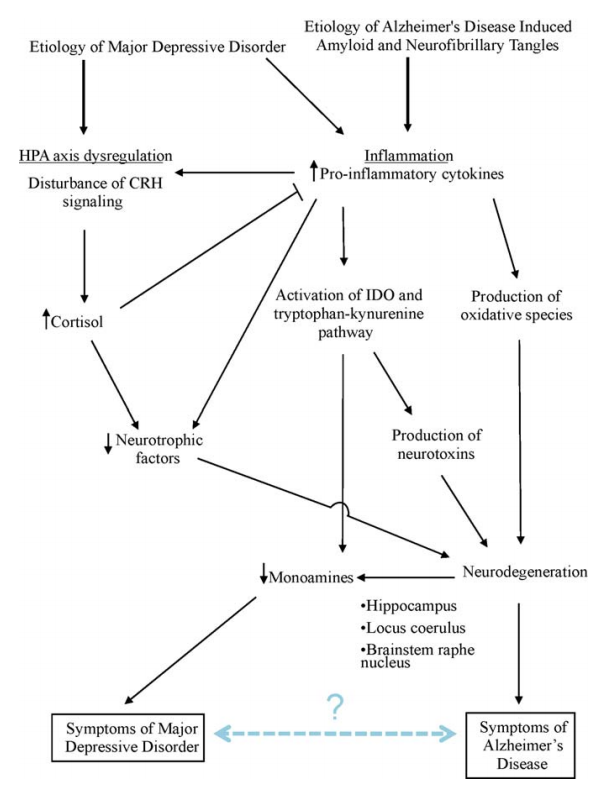 Etiology of Major Depressive Disorder
Etiology of Alzheimer's Disease Induced
Amyloid and Neurofibrillary Tangles
HPA axis dysregulation
Disturbance of CRH
signaling
Inflammation
↑Pro-inflammatory cytokines
↑Cortisol
Activation of IDO and
tryptophan-kynurenine
pathway
Production of
oxidative species
↓Neurotrophic
factors
Production of
neurotoxins
↓Monoamines
Neurodegeneration
•Hippocampus
•Locus coerulus
•Brainstem raphe
nucleus
?
Symptoms of Major
Depressive Disorder
Symptoms of
Alzheimer’s
Disease